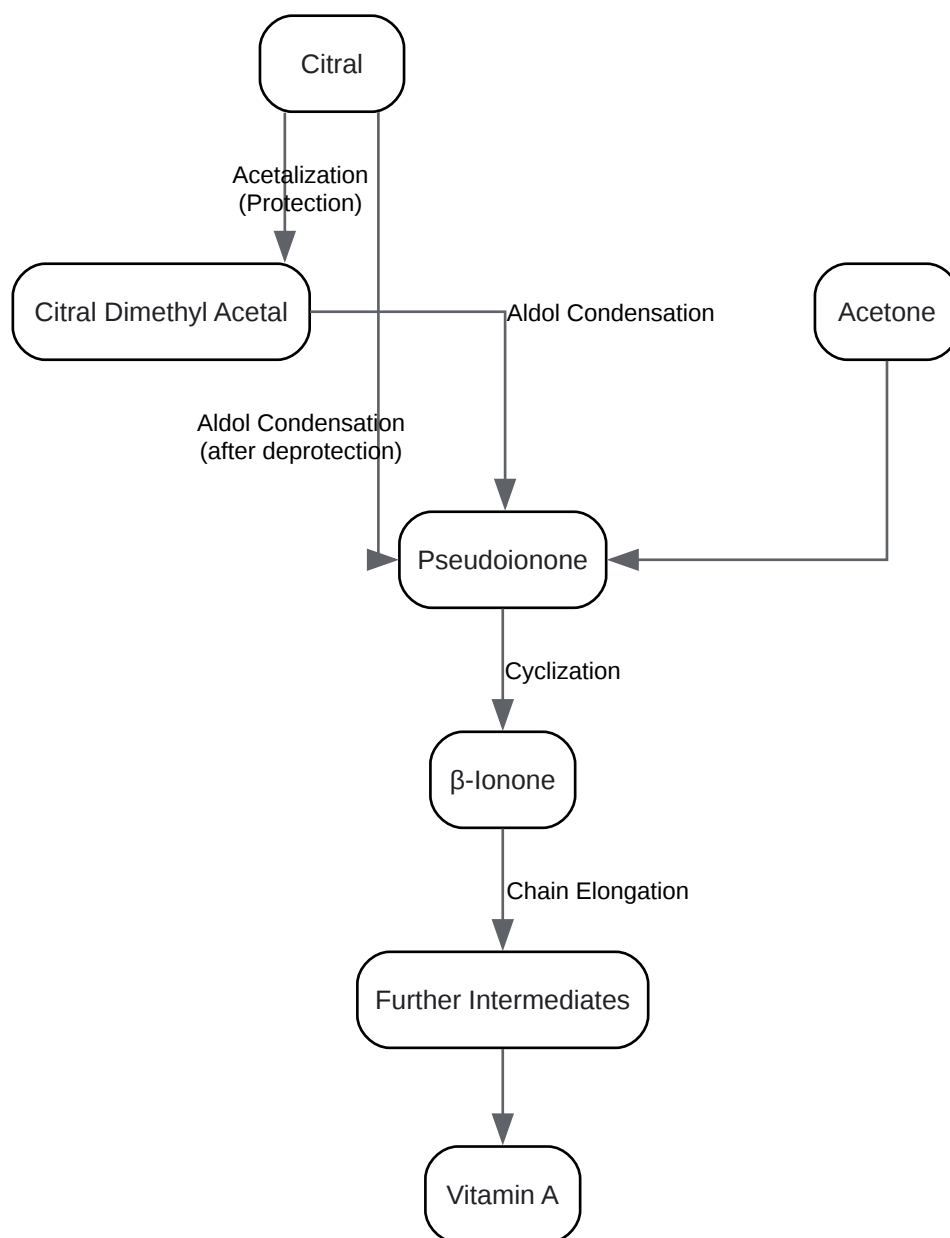 Citral
Acetalization
(Protection)
Citral Dimethyl Acetal
Aldol Condensation
Acetone
Aldol Condensation
(after deprotection)
Pseudoionone
Cyclization
β-Ionone
Chain Elongation
Further Intermediates
Vitamin A